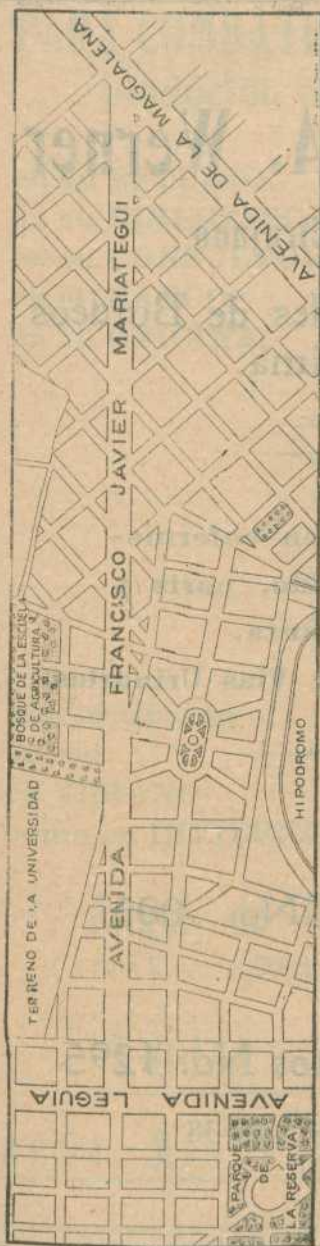 AVENIDA DE LA MAGDALENA
AVENIDA FRANCISCO JAVIER MARIATEGUI
BOSQUE DE LA ESCUELA
DE AGRICULTURA
TERRENO DE LA UNIVERSIDAD
HIPODROMO
AVENIDA LEGUIA
PARQUE
DE
LA RESERVA